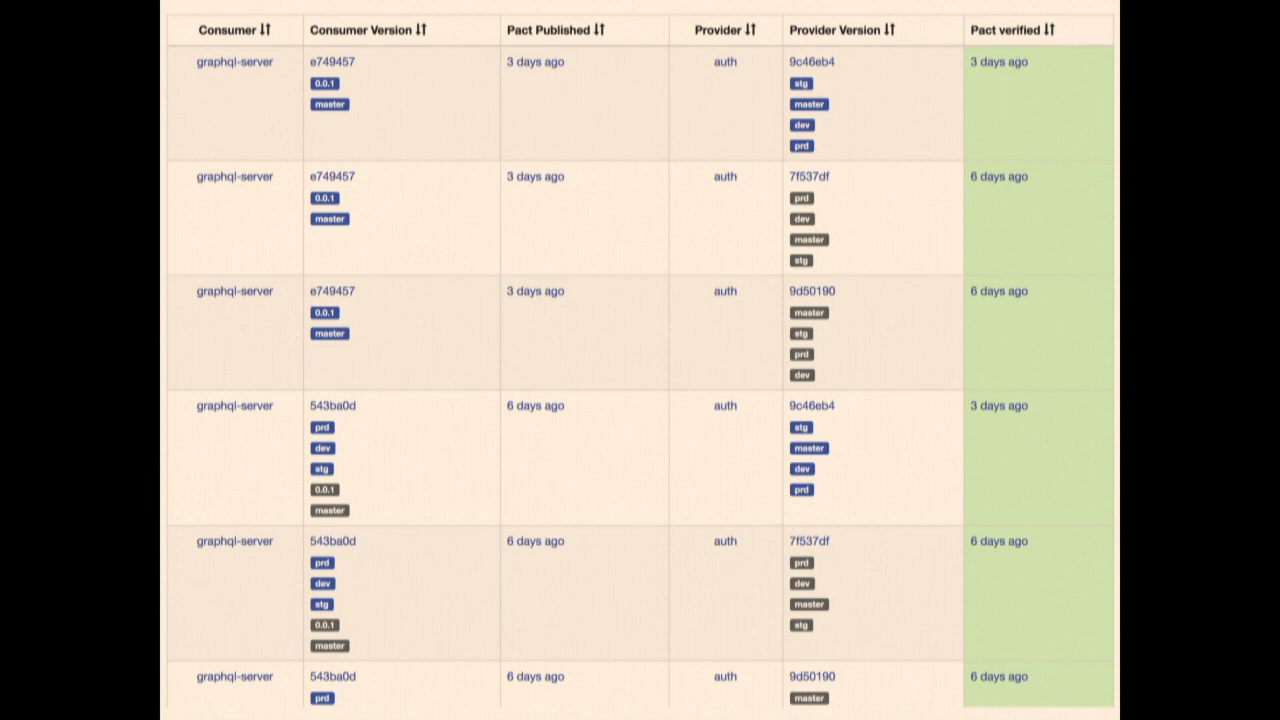 Consumer Consumer Version Pact Published Provider Provider Version Pact verified
graphql-server e749457 3 days ago auth 9c46eb4 3 days ago
0.0.1 stg
master master
dev
prd
graphql-server e749457 3 days ago auth 7f537df 6 days ago
0.0.1 prd
master dev
master
stg
graphql-server e749457 3 days ago auth 9d50190 6 days ago
0.0.1 master
master stg
prd
dev
graphql-server 543ba0d 6 days ago auth 9c46eb4 3 days ago
prd stg
dev master
stg dev
0.0.1 prd
master
graphql-server 543ba0d 6 days ago auth 7f537df 6 days ago
prd prd
dev dev
stg master
0.0.1 stg
master
graphql-server 543ba0d 6 days ago auth 9d50190 6 days ago
prd master